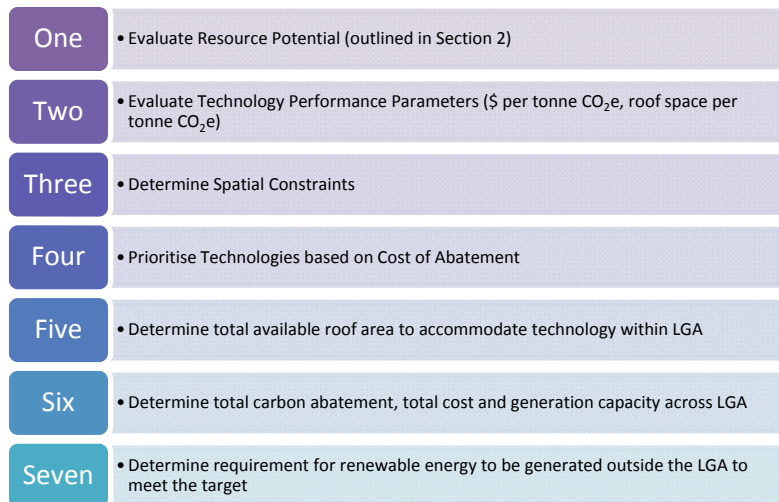 One
• Evaluate Resource Potential (outlined in Section 2)
Two
• Evaluate Technology Performance Parameters ($ per tonne CO₂e, roof space per
tonne CO₂e)
Three
• Determine Spatial Constraints
Four
• Prioritise Technologies based on Cost of Abatement
Five
• Determine total available roof area to accommodate technology within LGA
Six
• Determine total carbon abatement, total cost and generation capacity across LGA
Seven
• Determine requirement for renewable energy to be generated outside the LGA to
meet the target